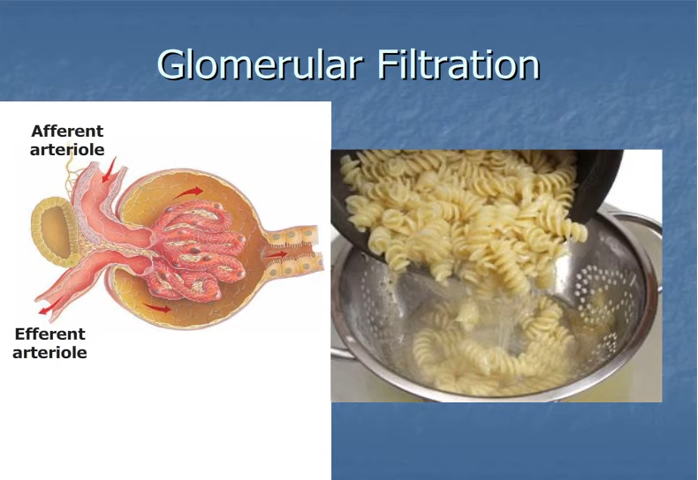 Glomerular Filtration
Afferent
arteriole
Efferent
arteriole